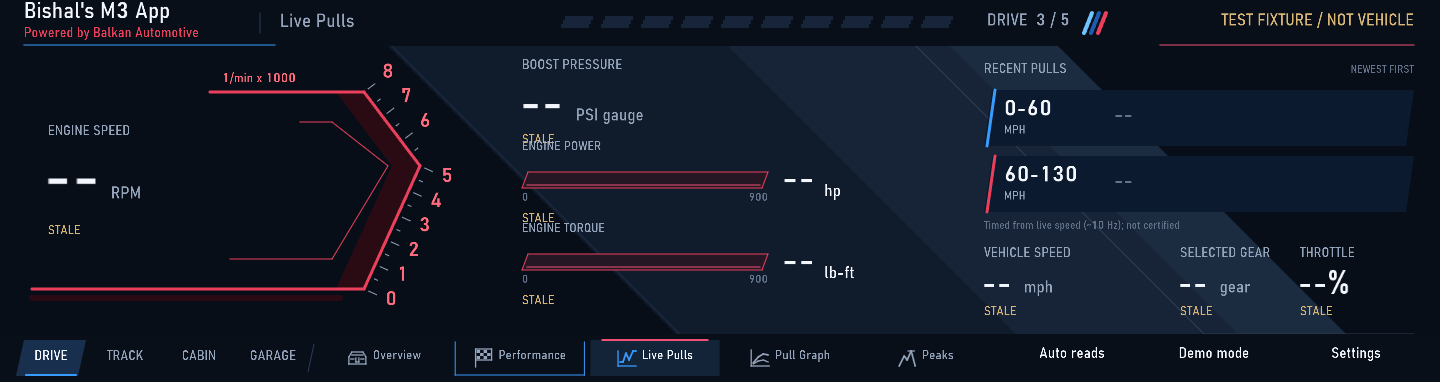 Bishal's M3 App
Powered by Balkan Automotive
Live Pulls
DRIVE 3 / 5
TEST FIXTURE / NOT VEHICLE
1/min x 1000
8
7
6
5
4
3
2
1
0
ENGINE SPEED
-- RPM
STALE
BOOST PRESSURE
-- PSI gauge
STALE
ENGINE POWER
-- hp
0 900
STALE
ENGINE TORQUE
-- lb-ft
0 900
STALE
RECENT PULLS
NEWEST FIRST
0-60 --
MPH
60-130 --
MPH
Timed from live speed (~10 Hz); not certified
VEHICLE SPEED
-- mph
STALE
SELECTED GEAR
-- gear
STALE
THROTTLE
--%
STALE
DRIVE TRACK CABIN GARAGE Overview Performance Live Pulls Pull Graph Peaks Auto reads Demo mode Settings